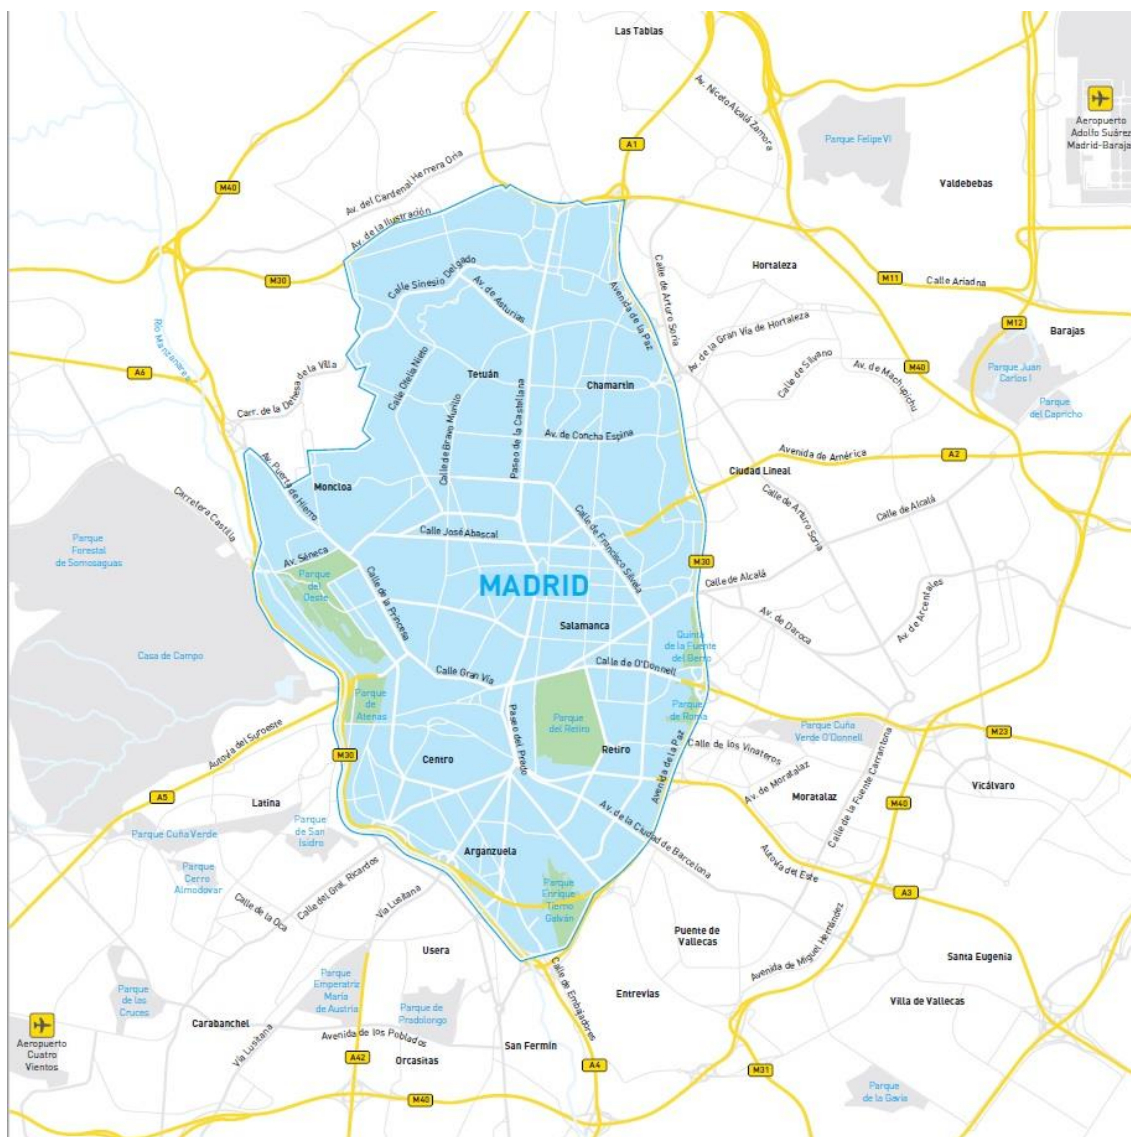 Las Tablas
Av. Niceto Alcalá Zamora
Aeropuerto
Adolfo Suárez
Madrid-Baraja
Parque Felipe VI
A1
M40
Av. del Cardenal Herrera Oria
Valdebebas
Av. de la Ilustración
M30
Calle Sinesio Delgado
Av. de Asturias
Avenida de la Paz
Calle de Arturo Soria
Hortaleza
M11
Calle Ariadna
Río Manzanares
M12
Barajas
Av. de la Gran Vía de Hortaleza
Calle de Silvano
Av. de Machupichu
M40
Parque Juan
Carlos I
Parque
del Capricho
A6
Carr. de la Dehesa de la Villa
Calle Ofelia Nieto
Tetuán
Chamartín
Calle de Bravo Murillo
Paseo de la Castellana
Av. de Concha Espina
Av. Puerta de Hierro
Moncloa
Ciudad Lineal
Avenida de América
A2
Carretera Castilla
Calle José Abascal
Calle de Francisco Silvela
Calle de Arturo Soria
Calle de Alcalá
Parque
Forestal
de Somosaguas
Av. Séneca
Parque
del
Oeste
Calle de la Princesa
MADRID
M30
Calle de Alcalá
Av. de Daroca
Av. de Arcentales
Salamanca
Quinta
de la Fuente
del Berro
Casa de Campo
Calle Gran Vía
Calle de O'Donnell
Parque
de
Atenas
Paseo del Prado
Parque
del Retiro
Parque
de Roma
Parque Cuña
Verde O'Donnell
M23
Autovía del Suroeste
M30
Centro
Retiro
Avenida de la Paz
Calle de los Vinateros
Av. de Moratalaz
Moratalaz
Calle de la Fuente Carrantona
Vicálvaro
A5
Latina
M40
Parque Cuña Verde
Parque
de San
Isidro
Arganzuela
Av. de la Ciudad de Barcelona
Autovía del Este
A3
Parque
Cerro
Almodovar
Calle de la Oca
Calle del Gral. Ricardos
Vía Lusitana
Parque
Enrique
Tierno
Galván
Puente de
Vallecas
Avenida de Miguel Hernández
Usera
Santa Eugenia
Parque
de las
Cruces
Parque
Emperatriz
María
de Austria
Parque de
Pradolongo
Calle de Embajadores
Entrevías
Villa de Vallecas
Aeropuerto
Cuatro
Vientos
Carabanchel
Vía Lusitana
Avenida de los Poblados
Orcasitas
San Fermín
A42
A4
M31
M40
Parque
de la Gavia